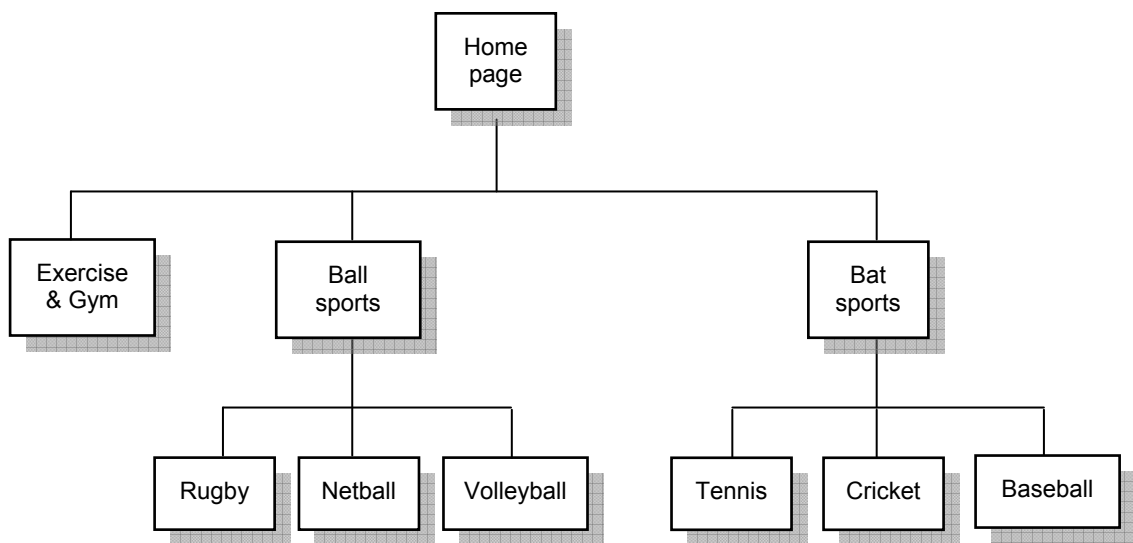 Home
page
Exercise
& Gym
Ball
sports
Bat
sports
Rugby
Netball
Volleyball
Tennis
Cricket
Baseball